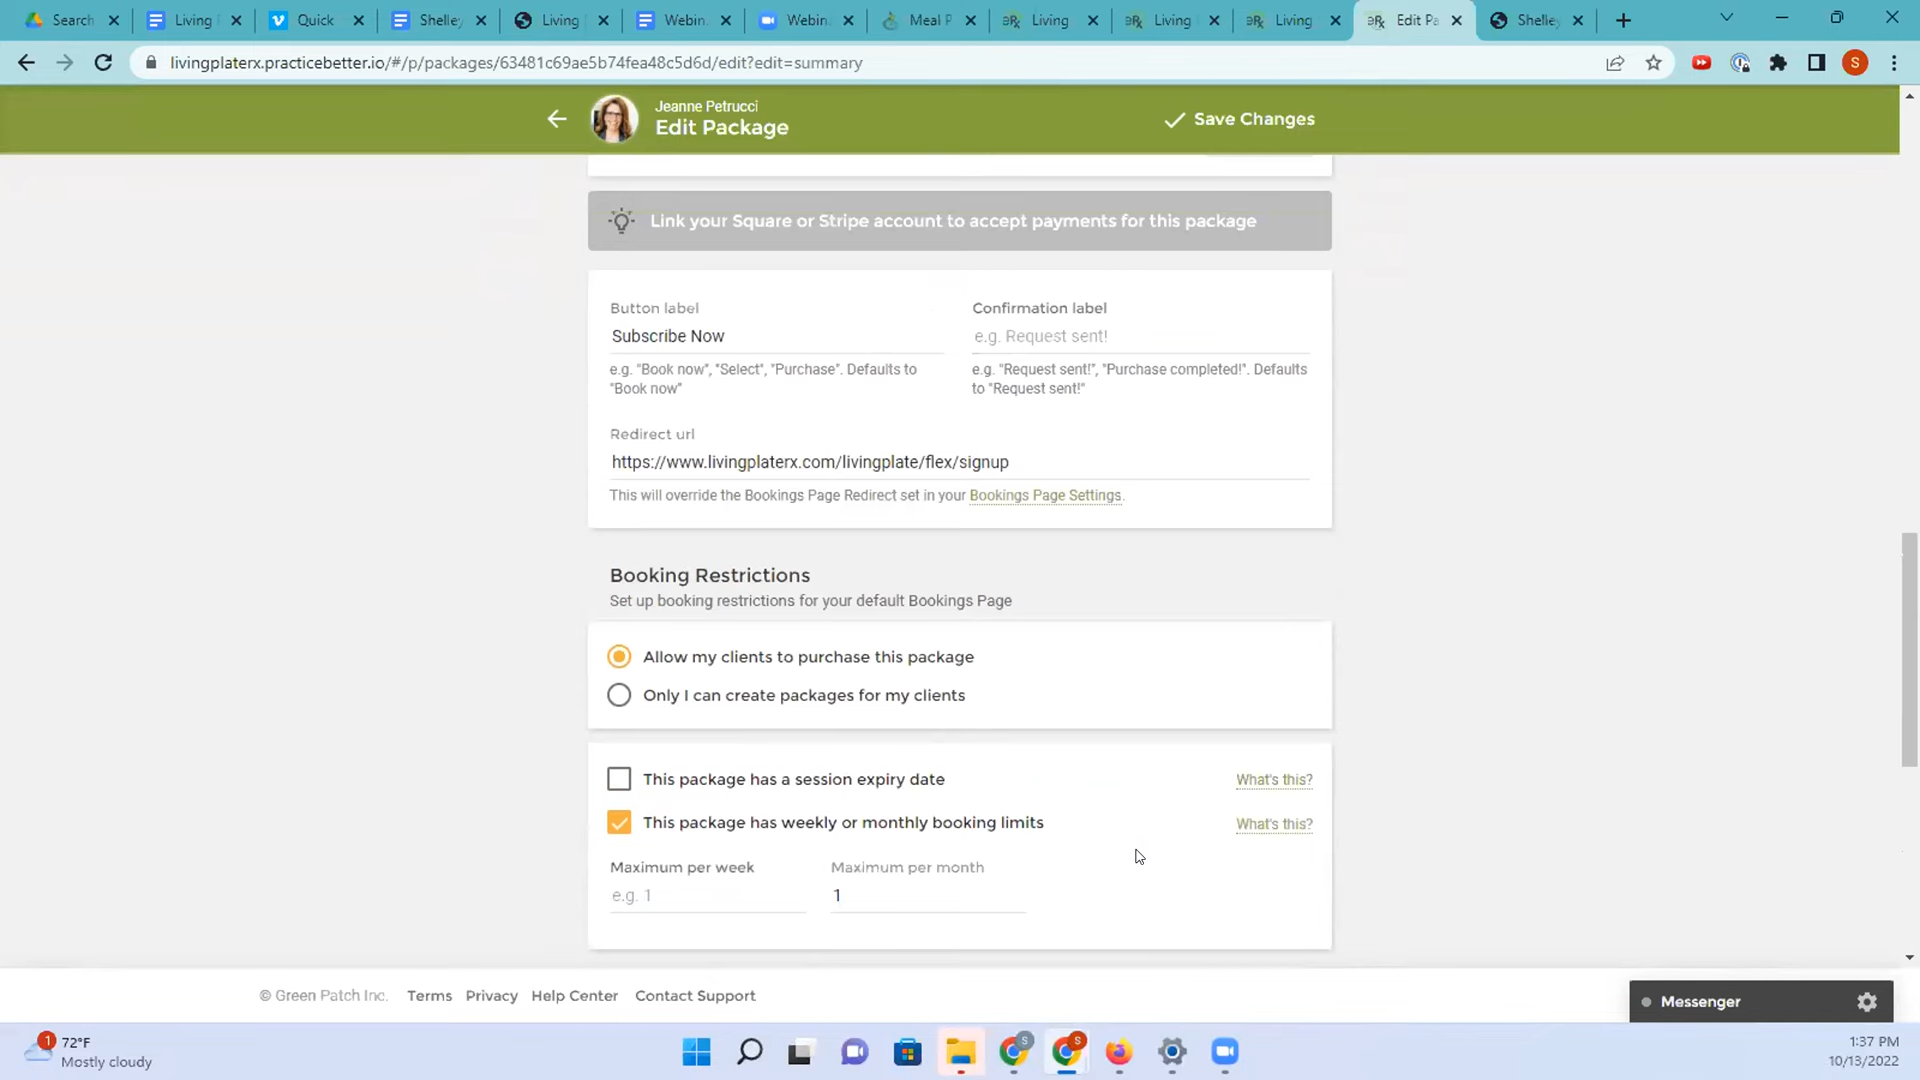 Search
Living
Quick
Shelley
Living
Webin
Webin
Meal P
Living
Living
Living
Edit Pa
Shelley
livingplaterx.practicebetter.io/#/p/packages/63481c69ae5b74fea48c5d6d/edit?edit=summary
S
Jeanne Petrucci
Edit Package
Save Changes
Link your Square or Stripe account to accept payments for this package
Button label
Confirmation label
Subscribe Now
e.g. Request sent!
e.g. "Book now", "Select", "Purchase". Defaults to
"Book now"
e.g. "Request sent!", "Purchase completed!". Defaults
to "Request sent!"
Redirect url
https://www.livingplaterx.com/livingplate/flex/signup
This will override the Bookings Page Redirect set in your Bookings Page Settings.
Booking Restrictions
Set up booking restrictions for your default Bookings Page
Allow my clients to purchase this package
Only I can create packages for my clients
This package has a session expiry date
What's this?
This package has weekly or monthly booking limits
What's this?
Maximum per week
Maximum per month
e.g. 1
1
© Green Patch Inc.
Terms
Privacy
Help Center
Contact Support
Messenger
1
72°F
Mostly cloudy
S
S
1:37 PM
10/13/2022